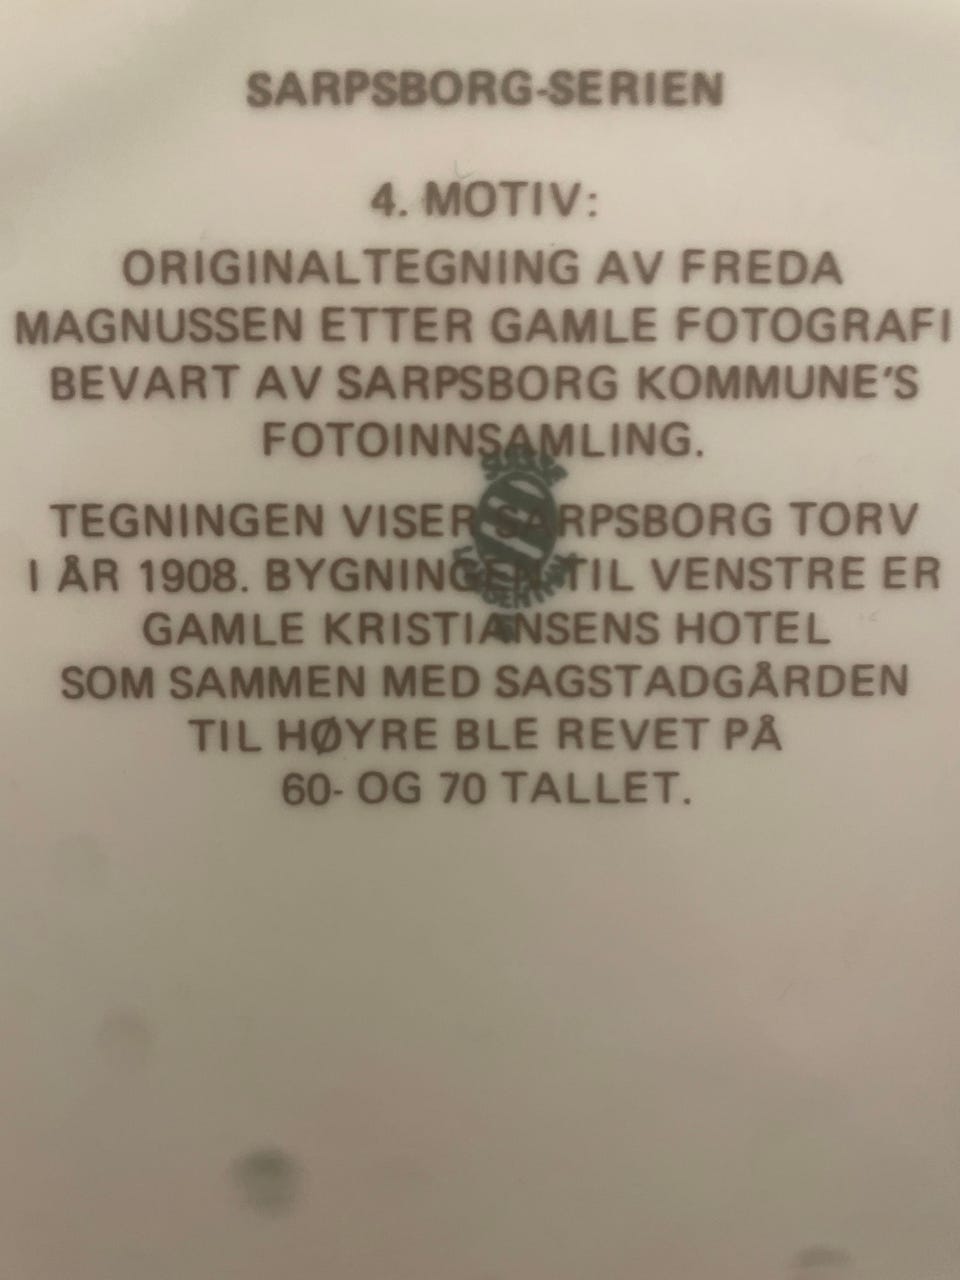 SARPSBORG-SERIEN
4. MOTIV:
ORIGINALTEGNING AV FREDA
MAGNUSSEN ETTER GAMLE FOTOGRAFI
BEVART AV SARPSBORG KOMMUNE'S
FOTOINNSAMLING.
TEGNINGEN VISER SARPSBORG TORV
I ÅR 1908. BYGNINGEN TIL VENSTRE ER
GAMLE KRISTIANSENS HOTEL
SOM SAMMEN MED SAGSTADGÅRDEN
TIL HØYRE BLE REVET PÅ
60- OG 70 TALLET.